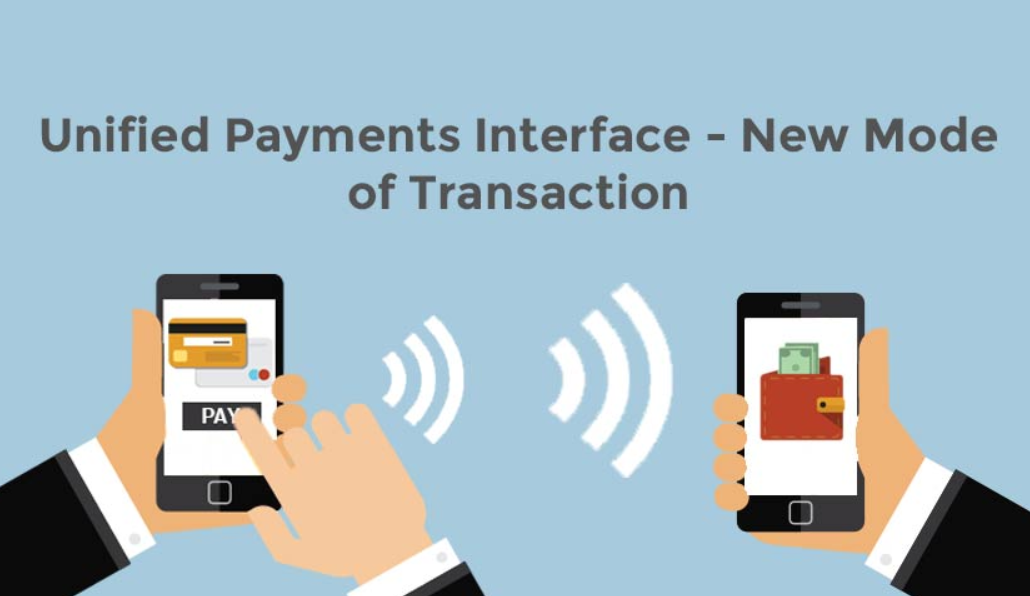 Unified Payments Interface - New Mode
of Transaction
PAY